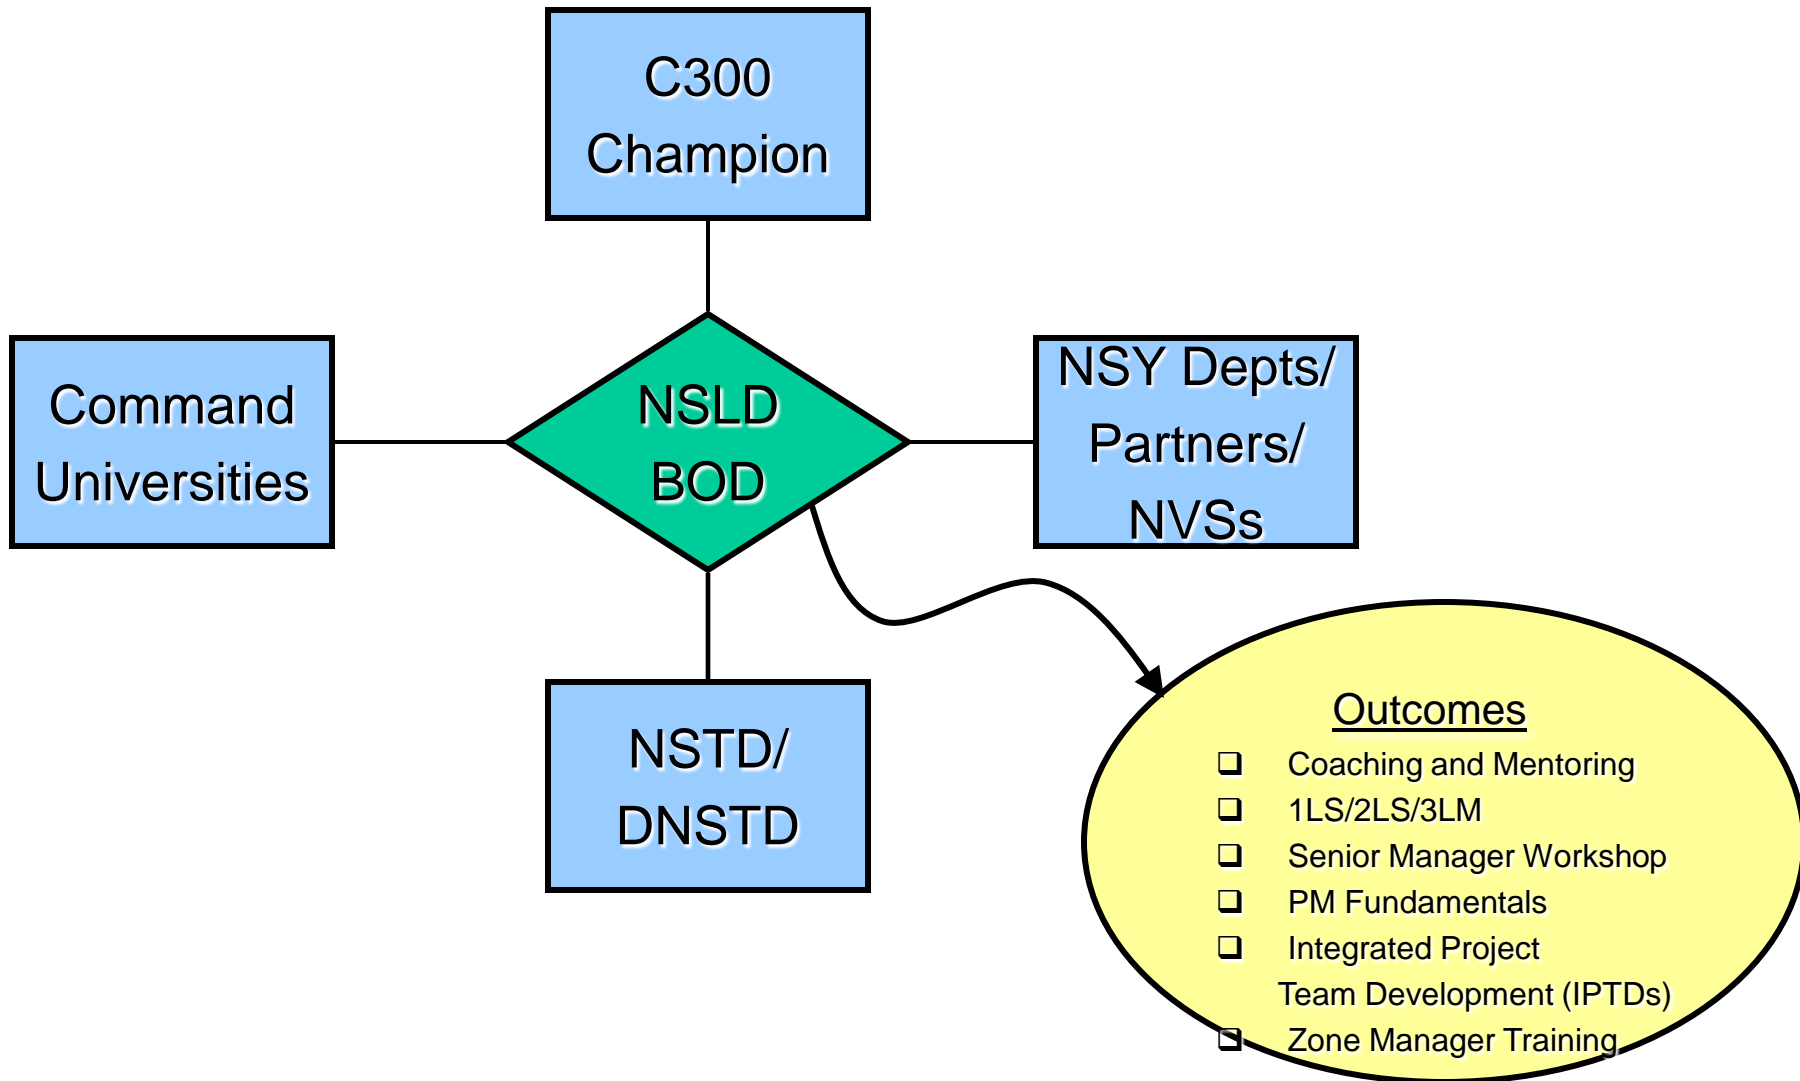 C300
Champion
Command
Universities
NSLD
BOD
NSY Depts/
Partners/
NVSs
NSTD/
DNSTD
Outcomes
❑ Coaching and Mentoring
❑ 1LS/2LS/3LM
❑ Senior Manager Workshop
❑ PM Fundamentals
❑ Integrated Project
Team Development (IPTDs)
❑ Zone Manager Training